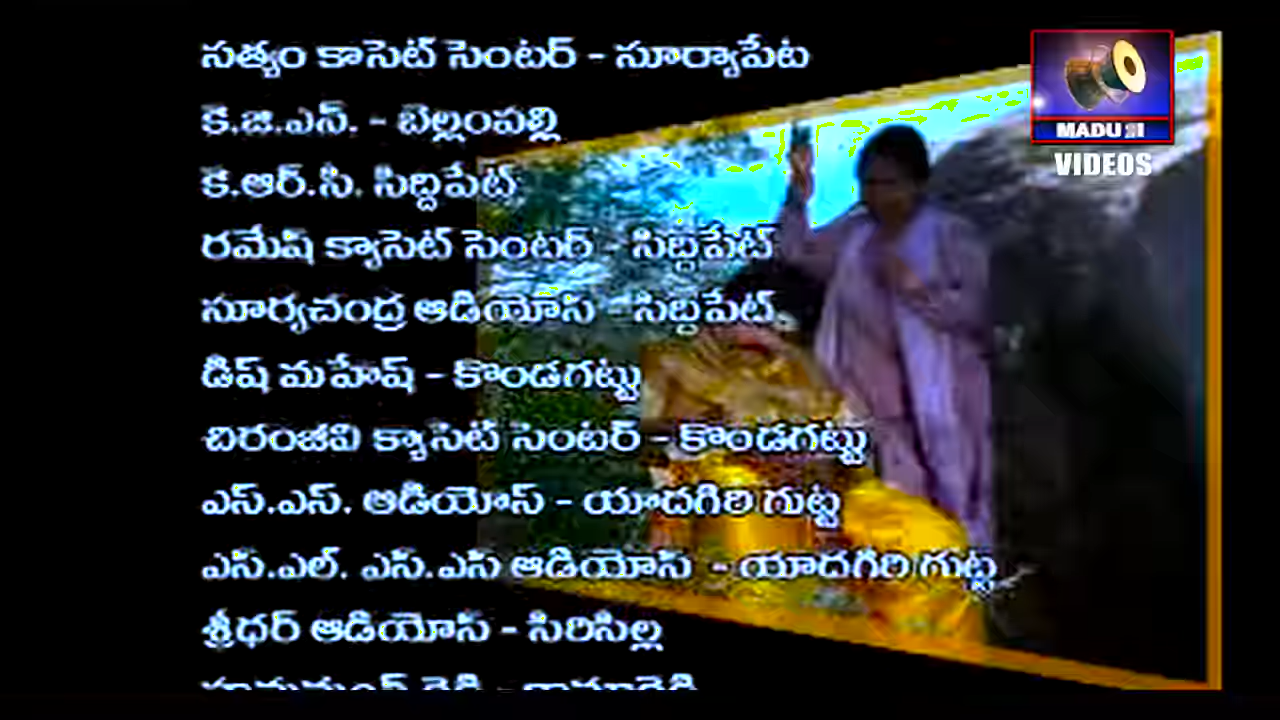 సత్యం కాసెట్ సెంటర్ - సూర్యాపేట
కె.జి.ఎన్. - బెల్లంపల్లి
కె.ఆర్.సి. సిద్దిపేట్
రమేష్ క్యాసెట్ సెంటర్ - సిద్దిపేట్
సూర్యచంద్ర ఆడియోస్ - సిద్దిపేట్
డిష్ మహేష్ - కొండగట్టు
చిరంజీవి క్యాసెట్ సెంటర్ - కొండగట్టు
ఎస్.ఎస్. ఆడియోస్ - యాదగిరి గుట్ట
ఎస్.ఎల్. ఎస్.ఎస్ ఆడియోస్ - యాదగిరి గుట్ట
శ్రీధర్ ఆడియోస్ - సిరిసిల్ల
VIDEOS